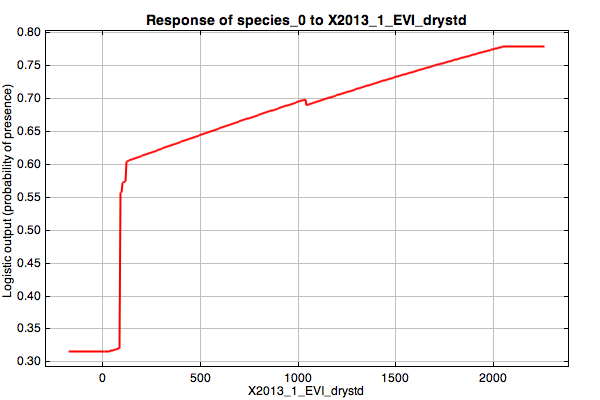 Response of species_0 to X2013_1_EVI_drystd
Logistic output (probability of presence)
0.80
0.75
0.70
0.65
0.60
0.55
0.50
0.45
0.40
0.35
0.30
0 500 1000 1500 2000
X2013_1_EVI_drystd